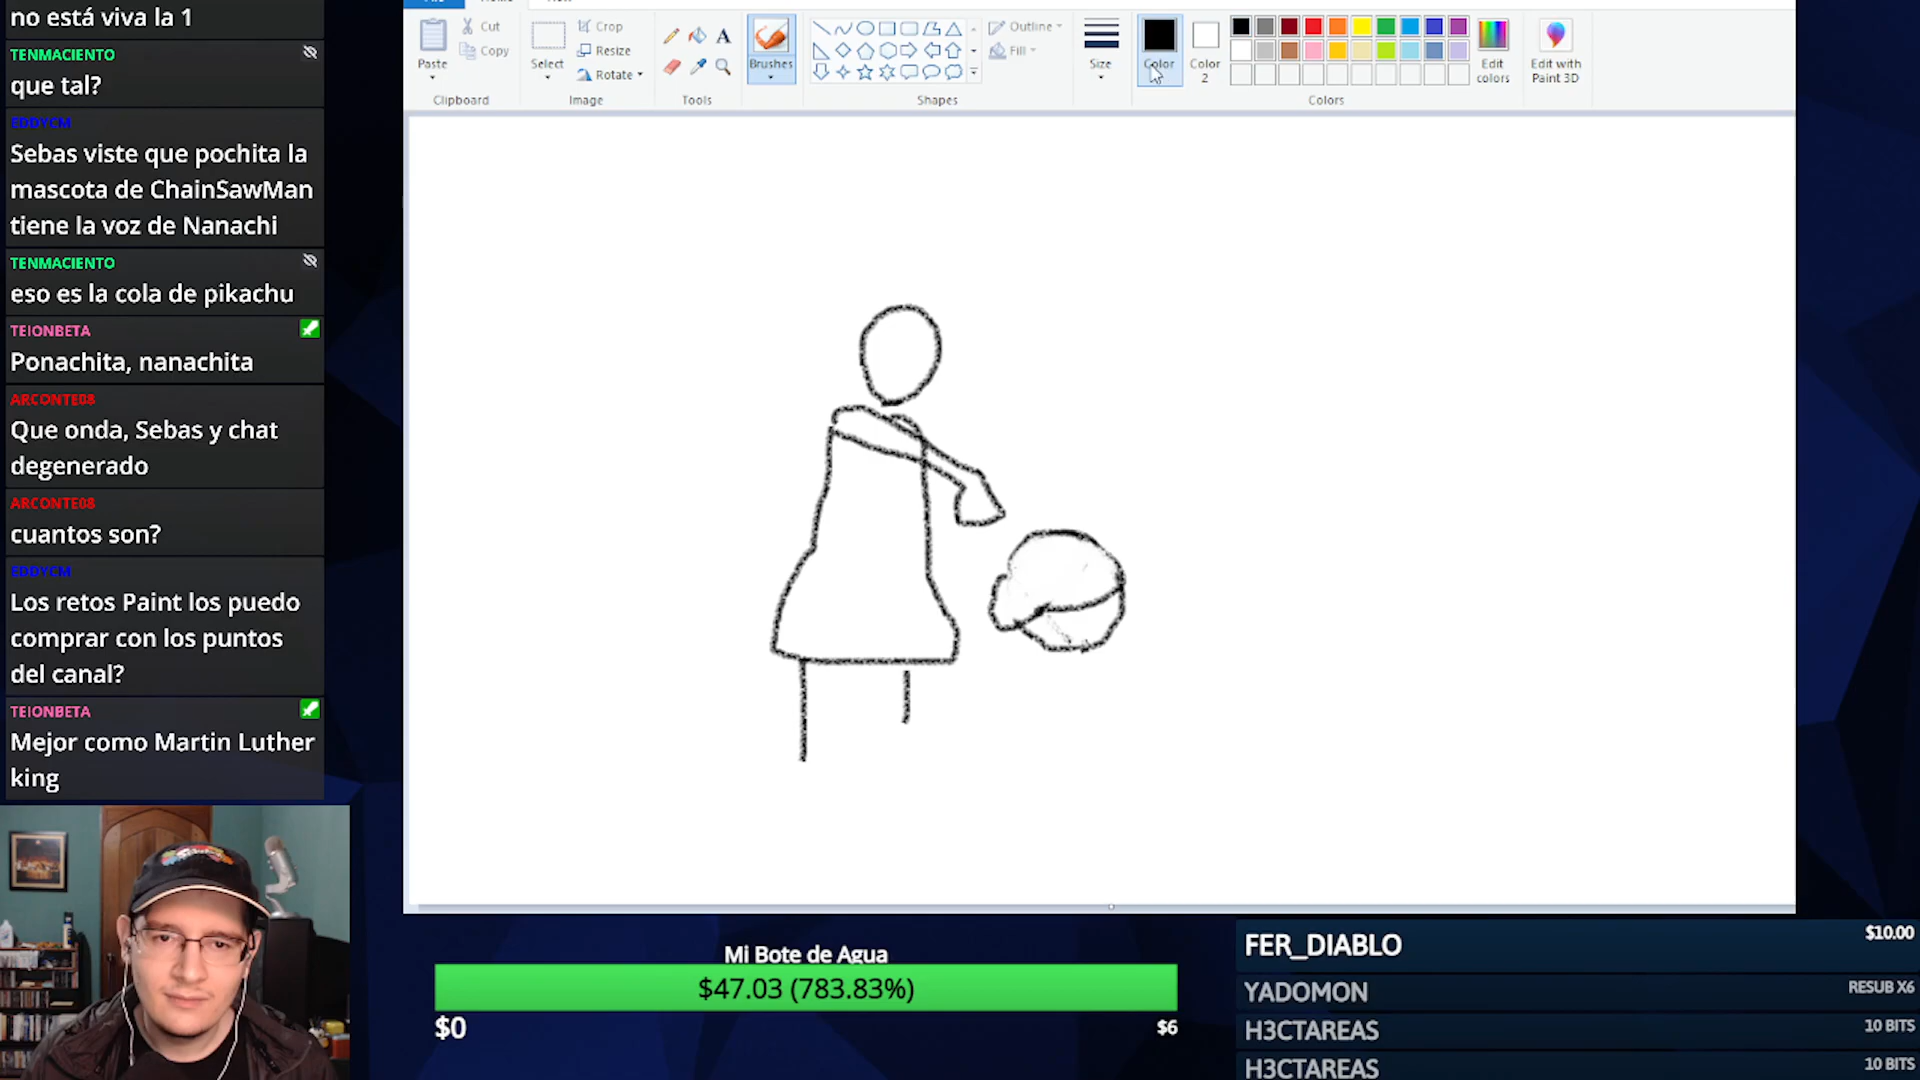 no está viva la 1
TENMACIENTO
que tal?
EDDYCM
Sebas viste que pochita la
mascota de ChainSawMan
tiene la voz de Nanachi
TENMACIENTO
eso es la cola de pikachu
TEIONBETA
Ponachita, nanachita
ARCONTE08
Que onda, Sebas y chat
degenerado
ARCONTE08
cuantos son?
EDDYCM
Los retos Paint los puedo
comprar con los puntos
del canal?
TEIONBETA
Mejor como Martin Luther
king
Paste
Cut
Copy
Clipboard
Select
Crop
Resize
Rotate
Image
A
Tools
Brushes
Outline
Fill
Shapes
Size
Color
Color
2
Edit
colors
Colors
Edit with
Paint 3D
Mi Bote de Agua
$47.03 (783.83%)
$0
$6
FER_DIABLO
$10.00
YADOMON
RESUB X6
H3CTAREAS
10 BITS
H3CTAREAS
10 BITS